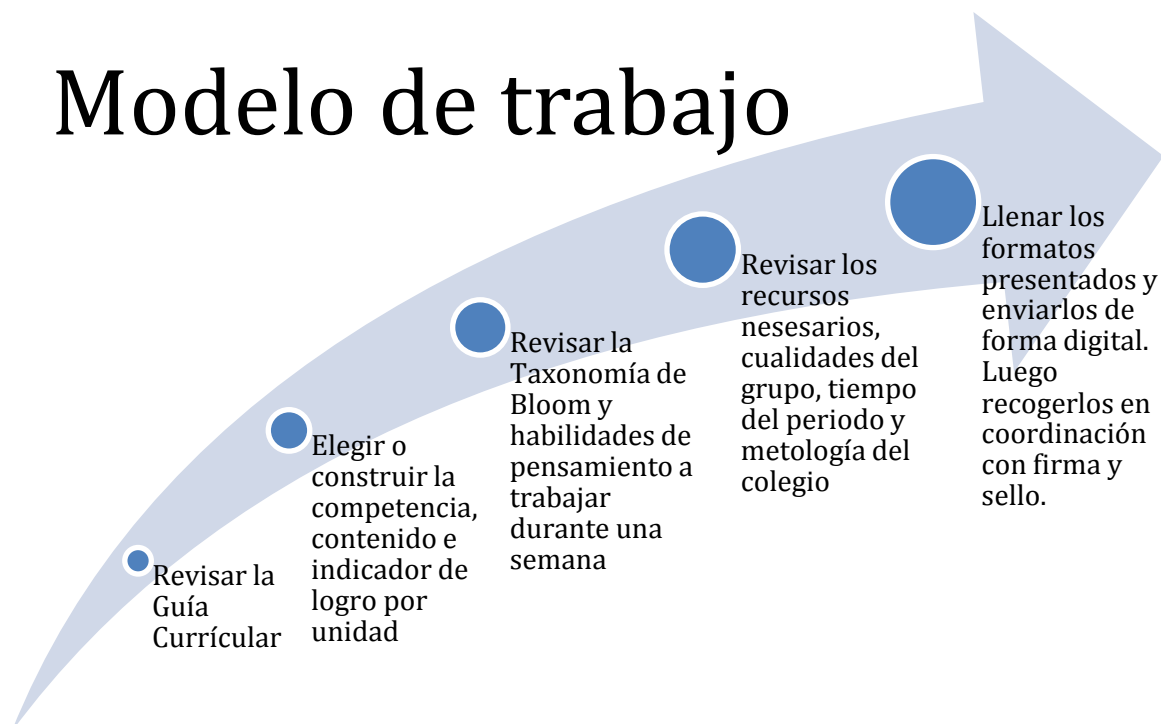 Modelo de trabajo
Revisar la
Guía
Currícular
Elegir o
construir la
competencia,
contenido e
indicador de
logro por
unidad
Revisar la
Taxonomía de
Bloom y
habilidades de
pensamiento a
trabajar
durante una
semana
Revisar los
recursos
nesesarios,
cualidades del
grupo, tiempo
del periodo y
metología del
colegio
Llenar los
formatos
presentados y
enviarlos de
forma digital.
Luego
recogerlos en
coordinación
con firma y
sello.